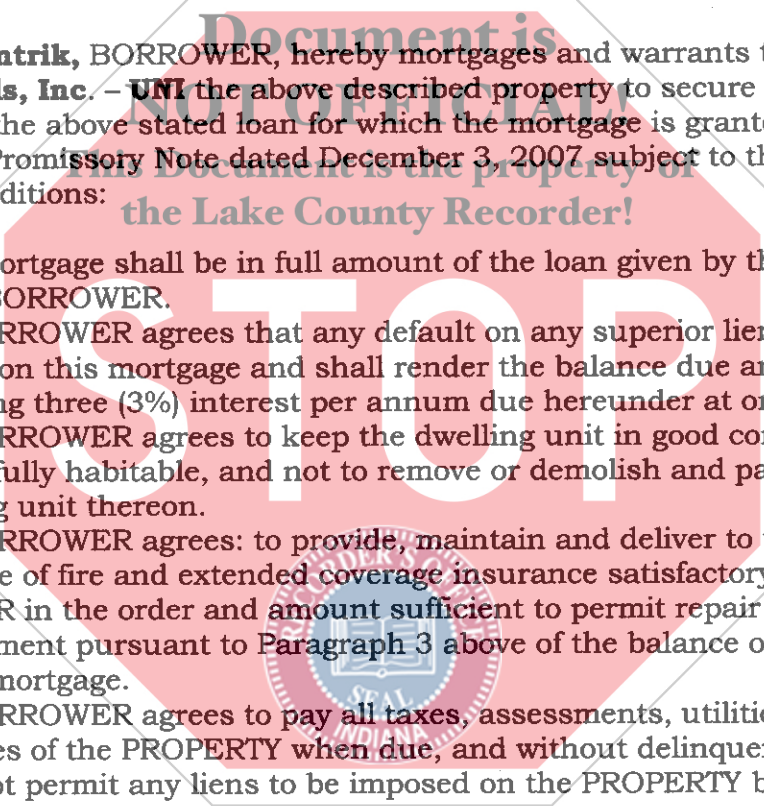 Document is
ntrik, BORROWER, hereby mortgages and warrants t
ls, Inc. – UNI the above described property to secure
NOT OFFICIAL!
the above stated loan for which the mortgage is grante
Promissory Note dated December 3, 2007 subject to th
This Document is the property of
ditions:
the Lake County Recorder!
ortgage shall be in full amount of the loan given by th
BORROWER.
STOP
RROWER agrees that any default on any superior lien
on this mortgage and shall render the balance due an
ng three (3%) interest per annum due hereunder at on
RROWER agrees to keep the dwelling unit in good con
fully habitable, and not to remove or demolish and pa
g unit thereon.
RROWER agrees: to provide, maintain and deliver to
e of fire and extended coverage insurance satisfactory
R in the order and amount sufficient to permit repair
ment pursuant to Paragraph 3 above of the balance o
mortgage.
RECORDER'S OFFICE
SEAL
INDIANA
RROWER agrees to pay all taxes, assessments, utilitie
es of the PROPERTY when due, and without delinque
ot permit any liens to be imposed on the PROPERTY b